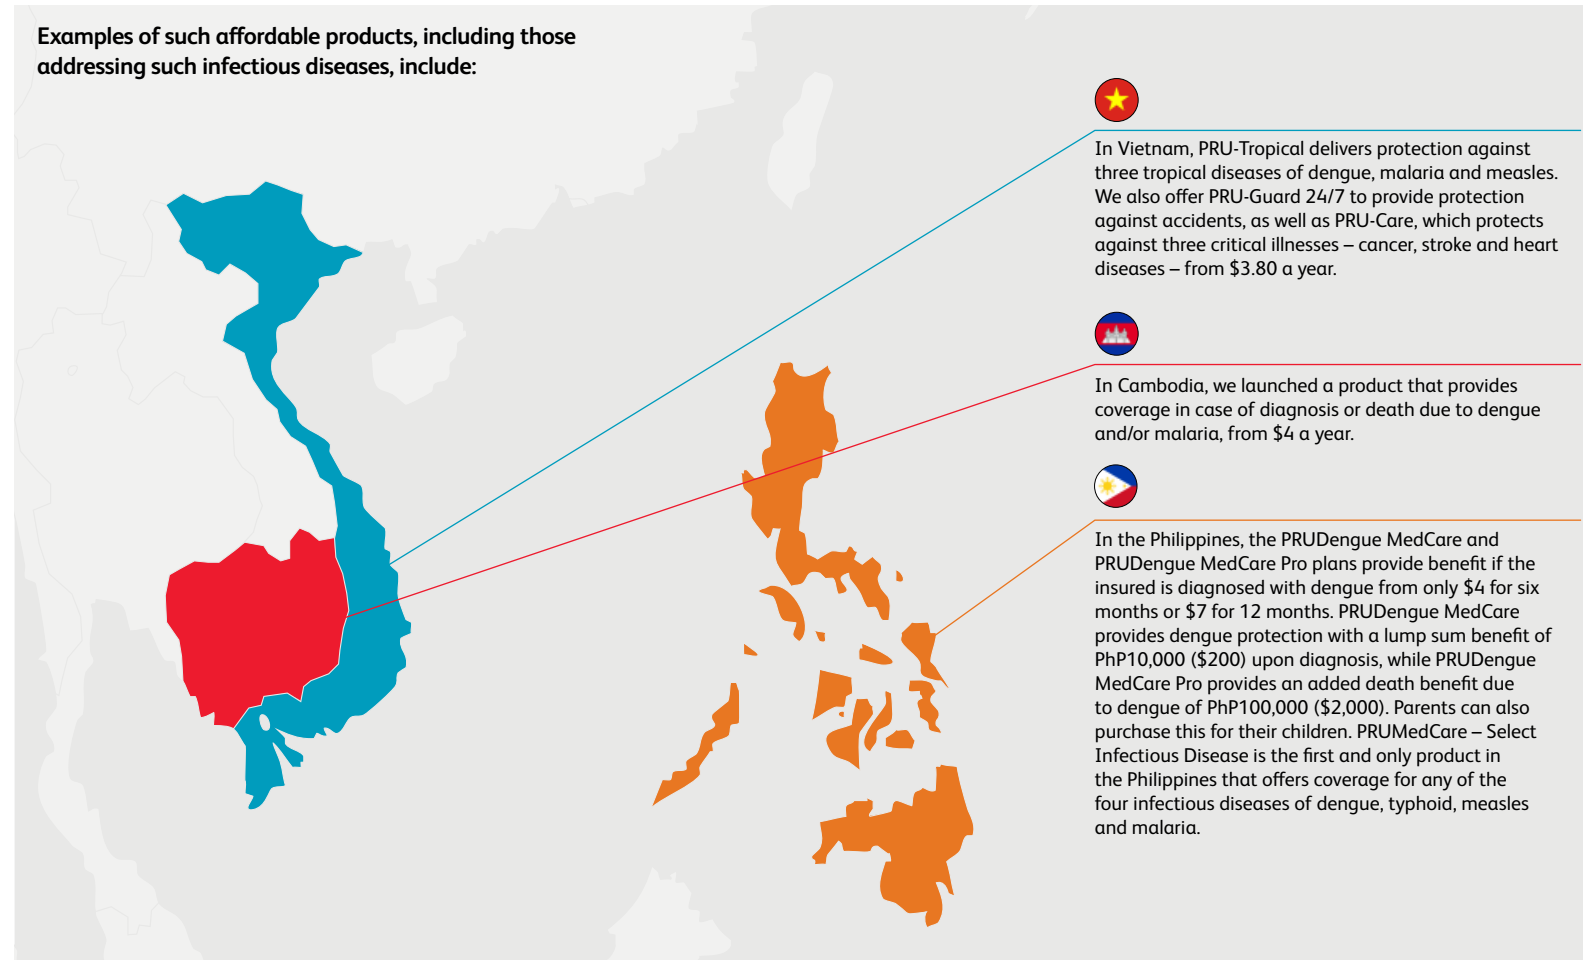 Examples of such affordable products, including those
addressing such infectious diseases, include:
In Vietnam, PRU-Tropical delivers protection against
three tropical diseases of dengue, malaria and measles.
We also offer PRU-Guard 24/7 to provide protection
against accidents, as well as PRU-Care, which protects
against three critical illnesses – cancer, stroke and heart
diseases – from $3.80 a year.
In Cambodia, we launched a product that provides
coverage in case of diagnosis or death due to dengue
and/or malaria, from $4 a year.
In the Philippines, the PRUDengue MedCare and
PRUDengue MedCare Pro plans provide benefit if the
insured is diagnosed with dengue from only $4 for six
months or $7 for 12 months. PRUDengue MedCare
provides dengue protection with a lump sum benefit of
PhP10,000 ($200) upon diagnosis, while PRUDengue
MedCare Pro provides an added death benefit due
to dengue of PhP100,000 ($2,000). Parents can also
purchase this for their children. PRUMedCare – Select
Infectious Disease is the first and only product in
the Philippines that offers coverage for any of the
four infectious diseases of dengue, typhoid, measles
and malaria.